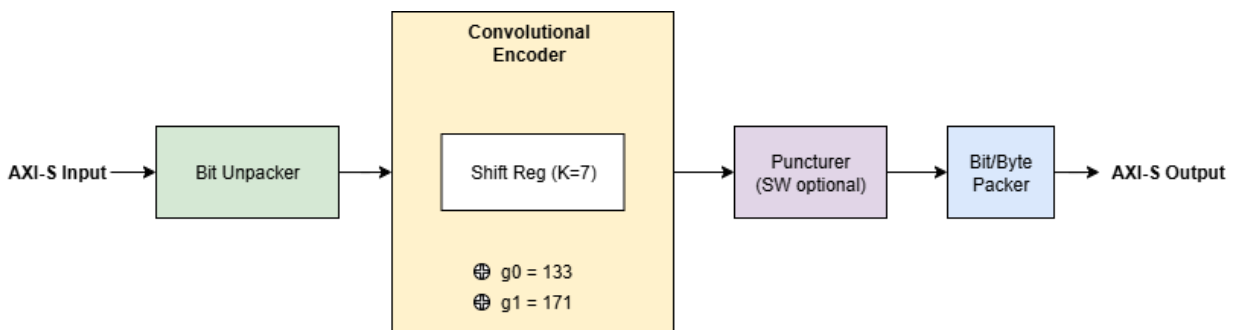 Convolutional
Encoder
AXI-S Input
Bit Unpacker
Shift Reg (K=7)
Puncturer
(SW optional)
Bit/Byte
Packer
AXI-S Output
g0 = 133
g1 = 171